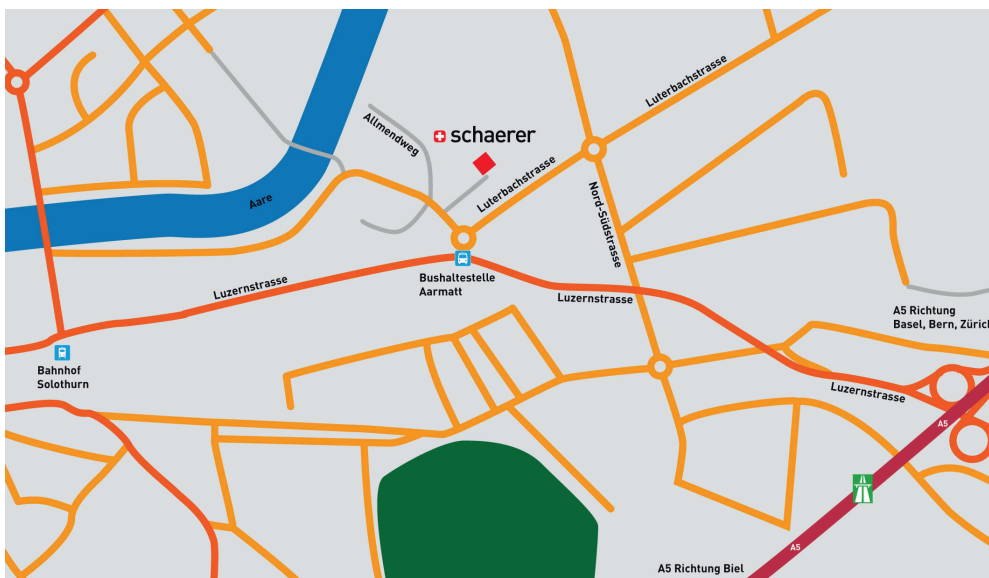 Luterbachstrasse
Allmendweg
schaerer
Luterbachstrasse
Nord-Südstrasse
Aare
Luzernstrasse
Bushaltestelle
Aarmatt
Luzernstrasse
A5 Richtung
Basel, Bern, Züric
Bahnhof
Solothurn
Luzernstrasse
A5
A5
A5 Richtung Biel